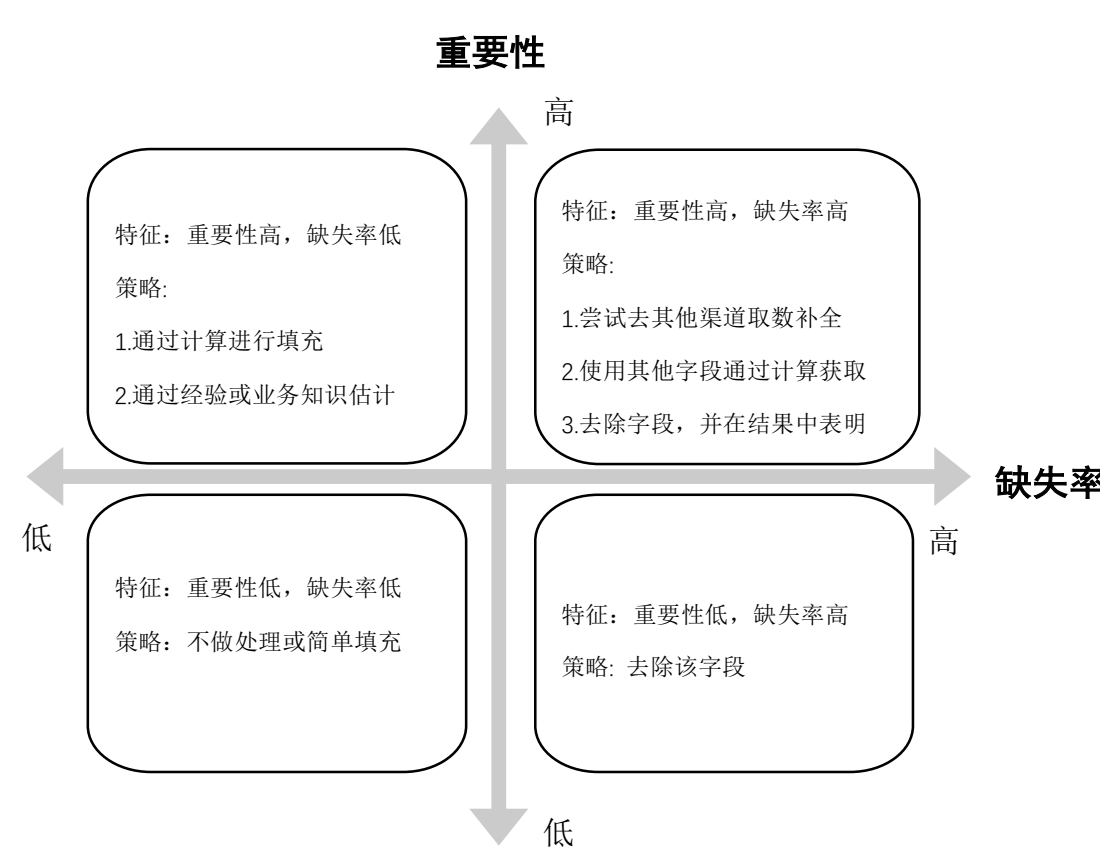 重要性
高
特征：重要性高，缺失率低
策略:
1.通过计算进行填充
2.通过经验或业务知识估计
特征：重要性高，缺失率高
策略:
1.尝试去其他渠道取数补全
2.使用其他字段通过计算获取
3.去除字段，并在结果中表明
缺失率
低
高
特征：重要性低，缺失率低
策略：不做处理或简单填充
特征：重要性低，缺失率高
策略: 去除该字段
低